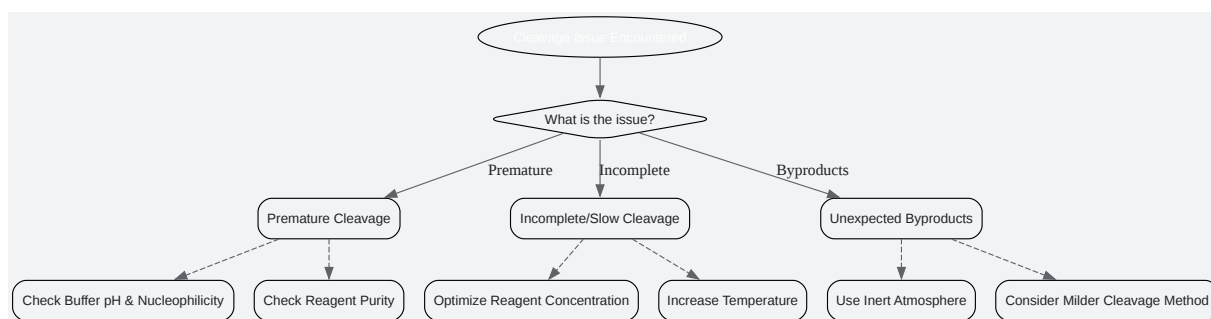 Cleavage Issue Encountered
What is the issue?
Premature
Incomplete
Byproducts
Premature Cleavage
Incomplete/Slow Cleavage
Unexpected Byproducts
Check Buffer pH & Nucleophilicity
Check Reagent Purity
Optimize Reagent Concentration
Increase Temperature
Use Inert Atmosphere
Consider Milder Cleavage Method